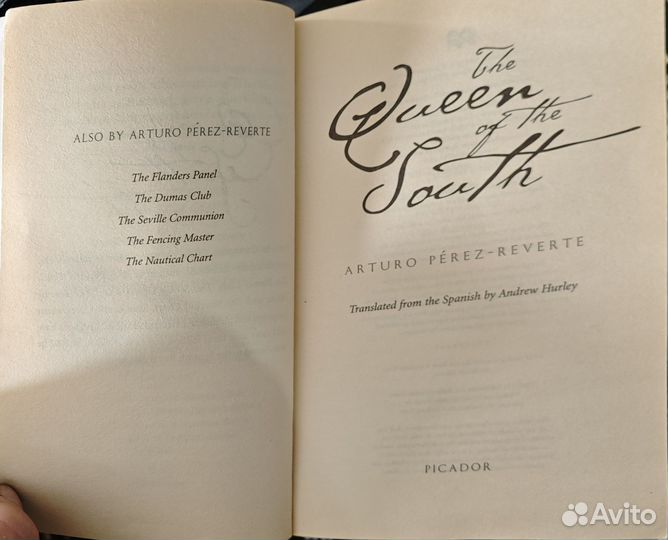 ALSO BY ARTURO PÉREZ-REVERTE
The Flanders Panel
The Dumas Club
The Seville Communion
The Fencing Master
The Nautical Chart
The
Queen
of the
South
ARTURO PÉREZ-REVERTE
Translated from the Spanish by Andrew Hurley
PICADOR
Avito